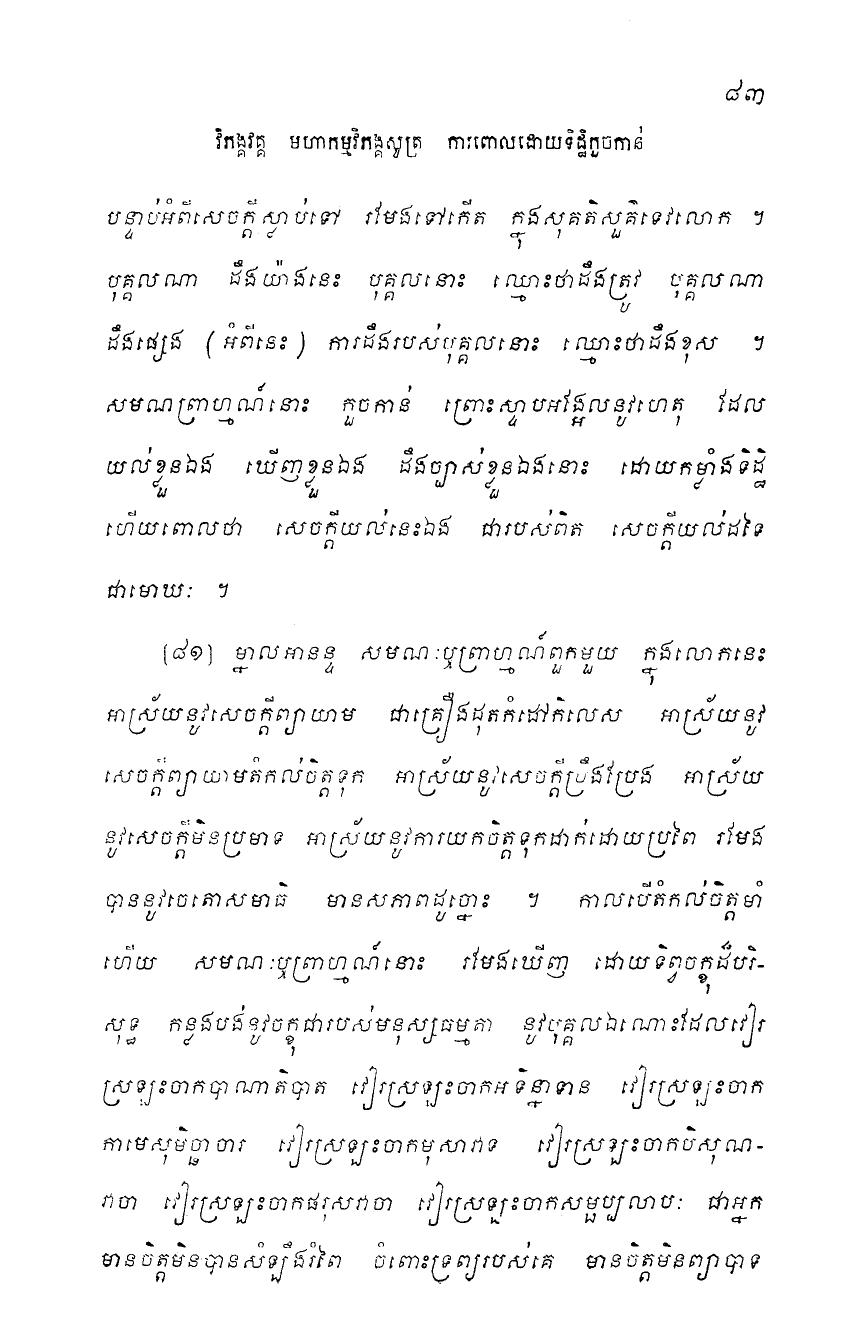 ៨៣
វិភង្គវគ្គ មហាកម្មវិភង្គសូត្រ ការពោលដោយទិដ្ឋិកួចកាន់
បន្ទាប់អំពីសេចក្តីស្លាប់ទៅ រមែងទៅកើត ក្នុងសុគតិសួគ៌ទេវលោក ។
បុគ្គលណា ដឹងយ៉ាងនេះ បុគ្គលនោះ ឈ្មោះថាដឹងត្រូវ បុគ្គលណា
ដឹងផ្សេង (អំពីនេះ) ការដឹងរបស់បុគ្គលនោះ ឈ្មោះថាដឹងខុស ។
សមណព្រាហ្មណ៍នោះ កួចកាន់ ព្រោះស្ទាបអង្អែលនូវហេតុ ដែល
យល់ខ្លួនឯង ឃើញខ្លួនឯង ដឹងច្បាស់ខ្លួនឯងនោះ ដោយកម្លាំងទិដ្ឋិ
ហើយពោលថា សេចក្តីយល់នេះឯង ជារបស់ពិត សេចក្តីយល់ដទៃ
ជាមោឃៈ ។
[៨១] ម្នាលអានន្ទ សមណៈឬព្រាហ្មណ៍ពួកមួយ ក្នុងលោកនេះ
អាស្រ័យនូវសេចក្តីព្យាយាម ជាគ្រឿងដុតកំដៅកិលេស អាស្រ័យនូវ
សេចក្តីព្យាយាមតំកល់ចិត្តទុក អាស្រ័យនូវសេចក្តីប្រឹងប្រែង អាស្រ័យ
នូវសេចក្តីមិនប្រមាទ អាស្រ័យនូវការយកចិត្តទុកដាក់ដោយប្រពៃ រមែង
បាននូវចេតោសមាធិ មានសភាពដូច្នោះ ។ កាលបើតំកល់ចិត្តមាំ
ហើយ សមណៈឬព្រាហ្មណ៍នោះ រមែងឃើញ ដោយទិព្វចក្ខុដ៏បរិ-
សុទ្ធ កន្លងបង់នូវចក្ខុជារបស់មនុស្សធម្មតា នូវបុគ្គលឯណោះដែលវៀរ
ស្រឡះចាកបាណាតិបាត វៀរស្រឡះចាកអទិន្នាទាន វៀរស្រឡះចាក
កាមេសុមិច្ឆាចារ វៀរស្រឡះចាកមុសាវាទ វៀរស្រឡះចាកបិសុណ-
វាចា វៀរស្រឡះចាកផរុសវាចា វៀរស្រឡះចាកសម្ផប្បលាបៈ ជាអ្នក
មានចិត្តមិនបានសំឡឹងរំពៃ ចំពោះទ្រព្យរបស់គេ មានចិត្តមិនព្យាបាទ